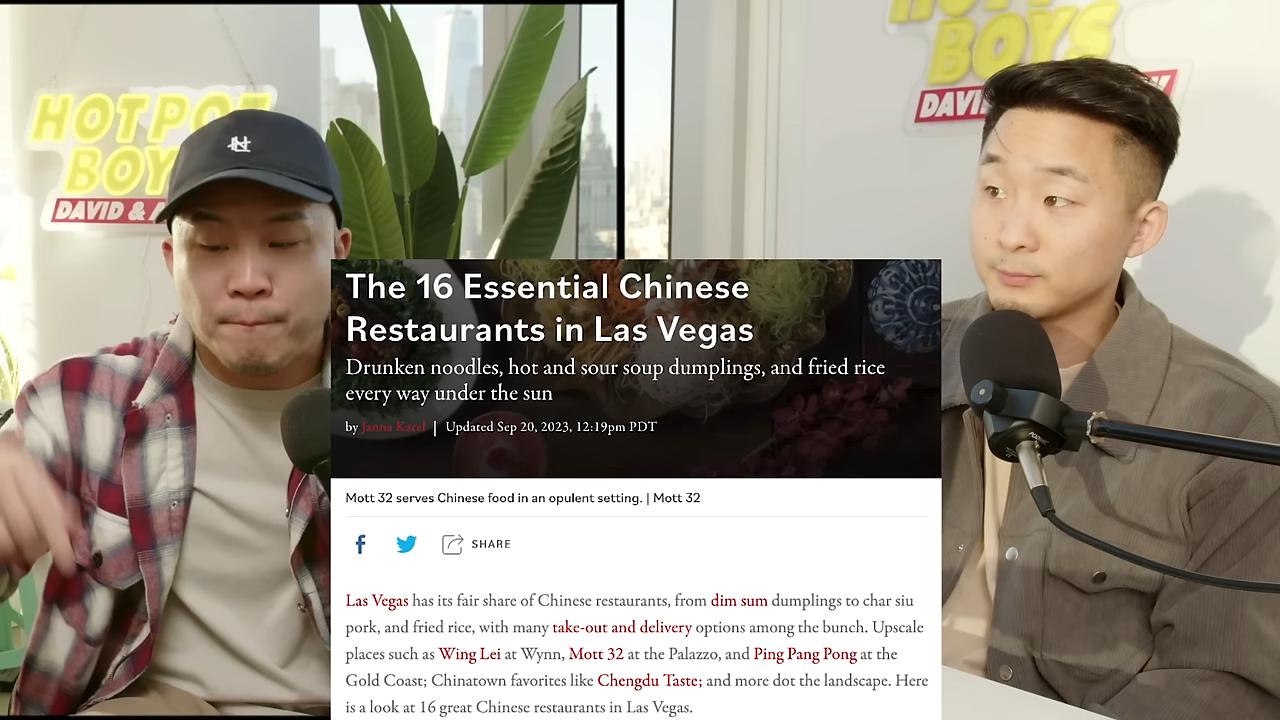 HOTPO
BOY
DAVID & A
BOYS
DAVI
The 16 Essential Chinese
Restaurants in Las Vegas
Drunken noodles, hot and sour soup dumplings, and fried rice
every way under the sun
by Janna Karel | Updated Sep 20, 2023, 12:19pm PDT
Mott 32 serves Chinese food in an opulent setting. | Mott 32
SHARE
Las Vegas has its fair share of Chinese restaurants, from dim sum dumplings to char siu
pork, and fried rice, with many take-out and delivery options among the bunch. Upscale
places such as Wing Lei at Wynn, Mott 32 at the Palazzo, and Ping Pang Pong at the
Gold Coast; Chinatown favorites like Chengdu Taste; and more dot the landscape. Here
is a look at 16 great Chinese restaurants in Las Vegas.